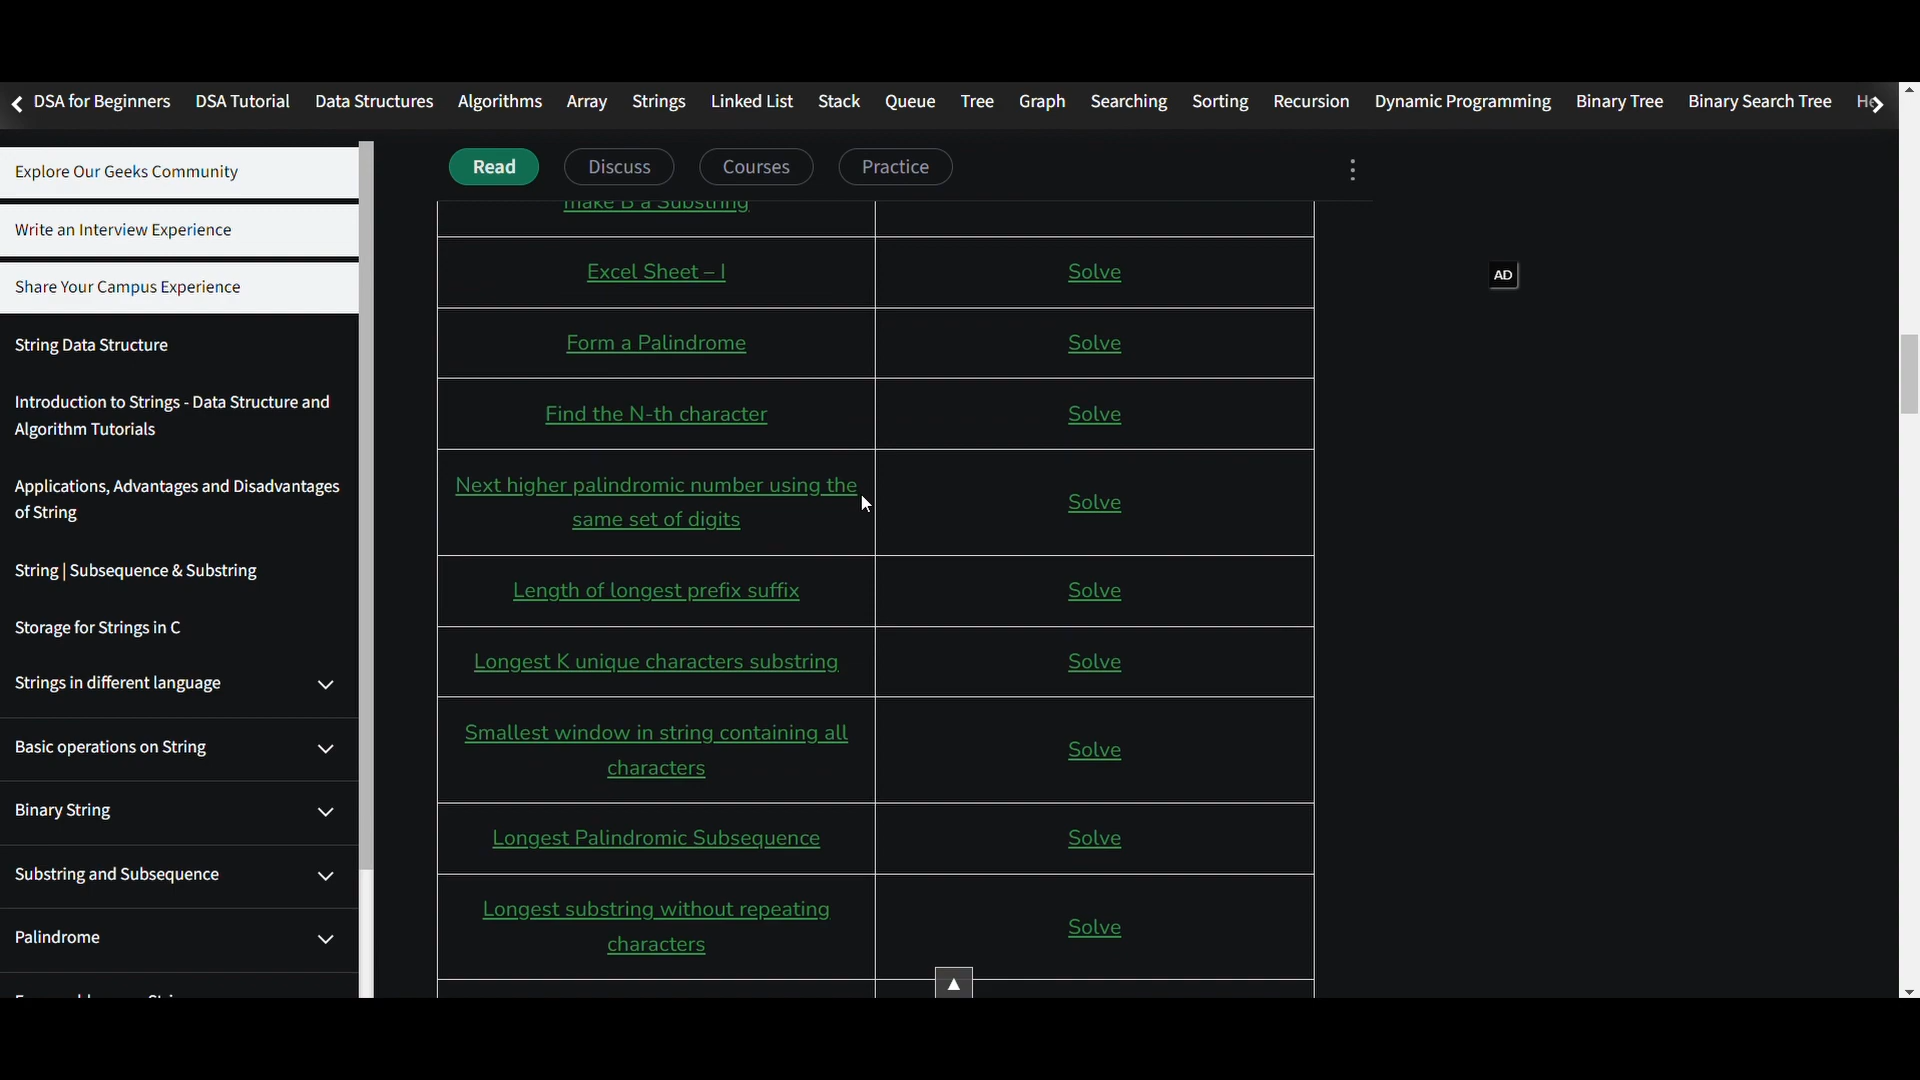 DSA for Beginners DSA Tutorial Data Structures Algorithms Array Strings Linked List Stack Queue Tree Graph Searching Sorting Recursion Dynamic Programming Binary Tree Binary Search Tree
Explore Our Geeks Community
Write an Interview Experience
Share Your Campus Experience
String Data Structure
Introduction to Strings - Data Structure and
Algorithm Tutorials
Applications, Advantages and Disadvantages
of String
String | Subsequence & Substring
Storage for Strings in C
Strings in different language
Basic operations on String
Binary String
Substring and Subsequence
Palindrome
Read Discuss Courses Practice
make B a Substring
Excel Sheet – I Solve
Form a Palindrome Solve
Find the N-th character Solve
Next higher palindromic number using the
same set of digits
Solve
Length of longest prefix suffix Solve
Longest K unique characters substring Solve
Smallest window in string containing all
characters
Solve
Longest Palindromic Subsequence Solve
Longest substring without repeating
characters
Solve
AD